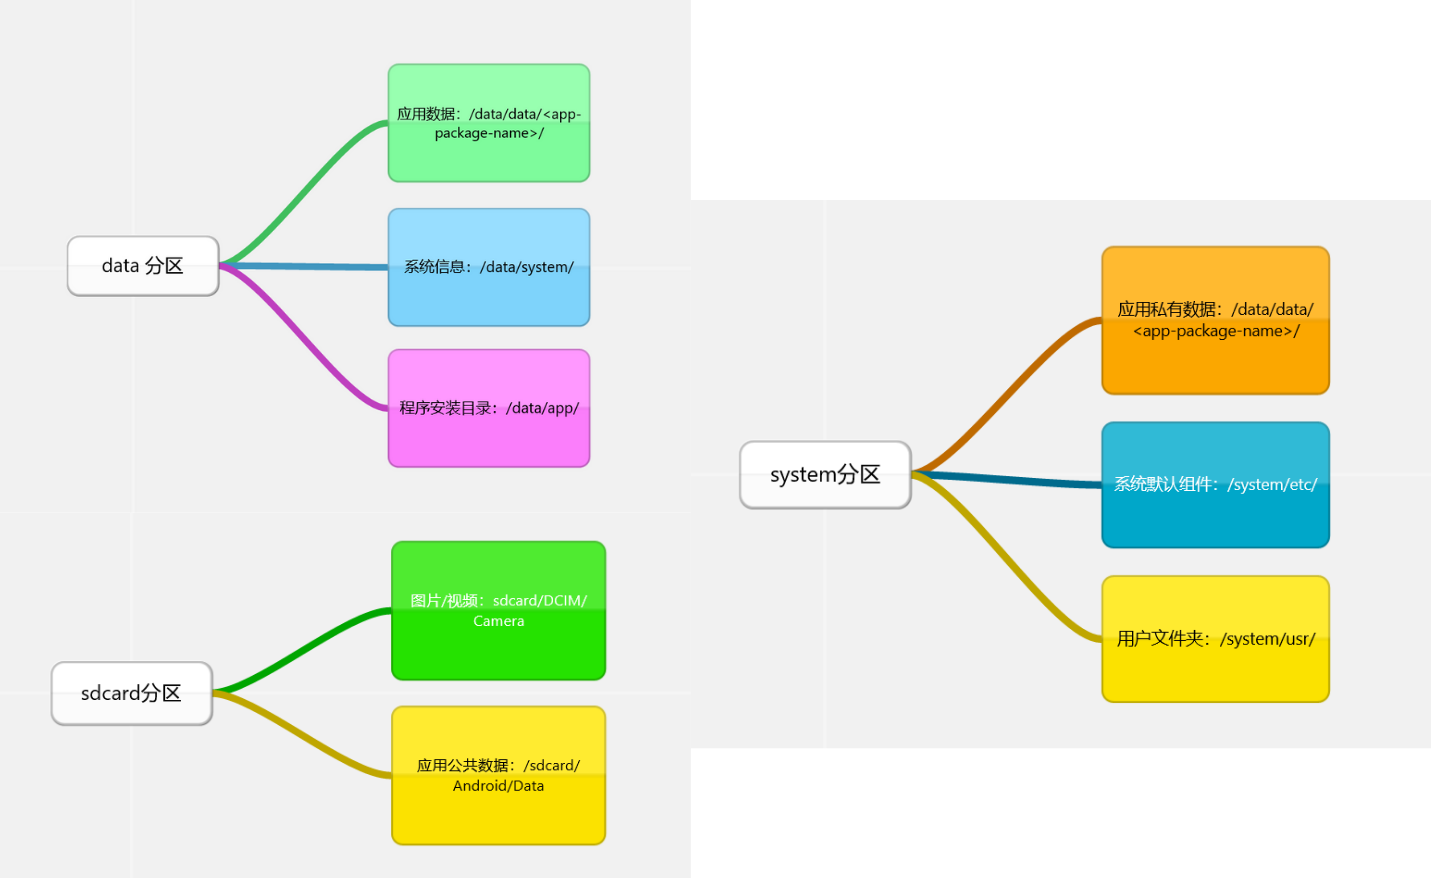 data 分区
应用数据：/data/data/<app-
package-name>/
系统信息：/data/system/
程序安装目录：/data/app/
sdcard分区
图片/视频：sdcard/DCIM/
Camera
应用公共数据：/sdcard/
Android/Data
system分区
应用私有数据：/data/data/
<app-package-name>/
系统默认组件：/system/etc/
用户文件夹：/system/usr/